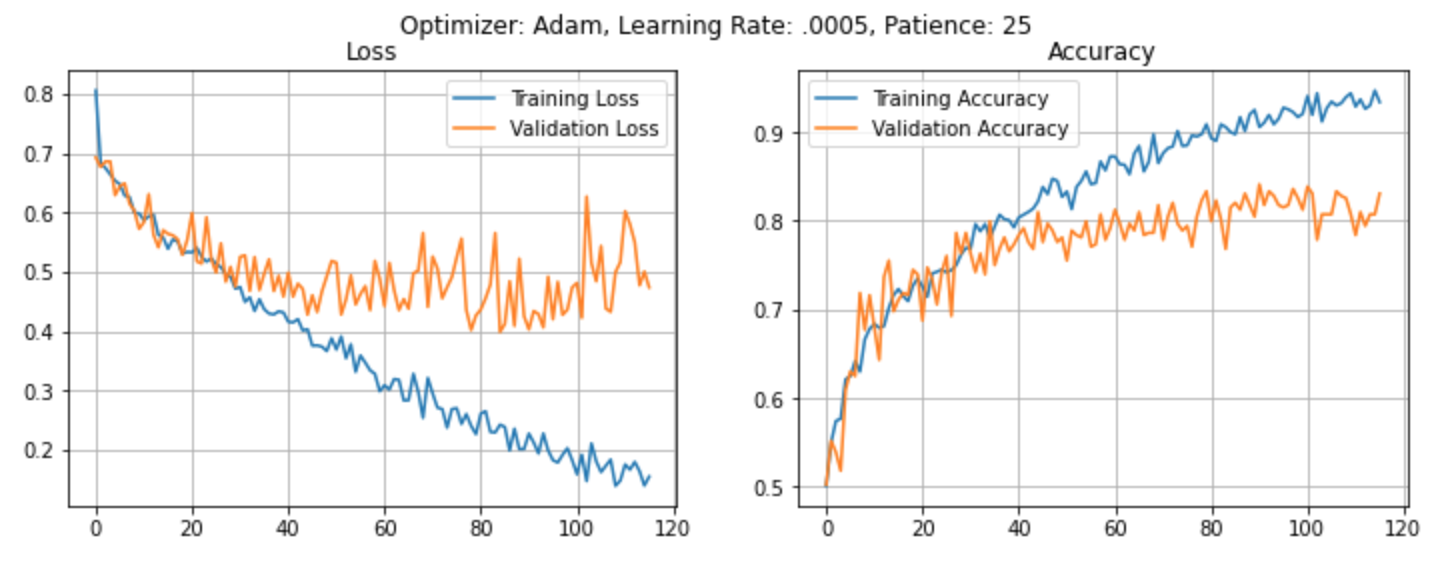 Optimizer: Adam, Learning Rate: .0005, Patience: 25
Loss
Training Loss
Validation Loss
0.8
0.7
0.6
0.5
0.4
0.3
0.2
0 20 40 60 80 100 120
Accuracy
Training Accuracy
Validation Accuracy
0.9
0.8
0.7
0.6
0.5
0 20 40 60 80 100 120